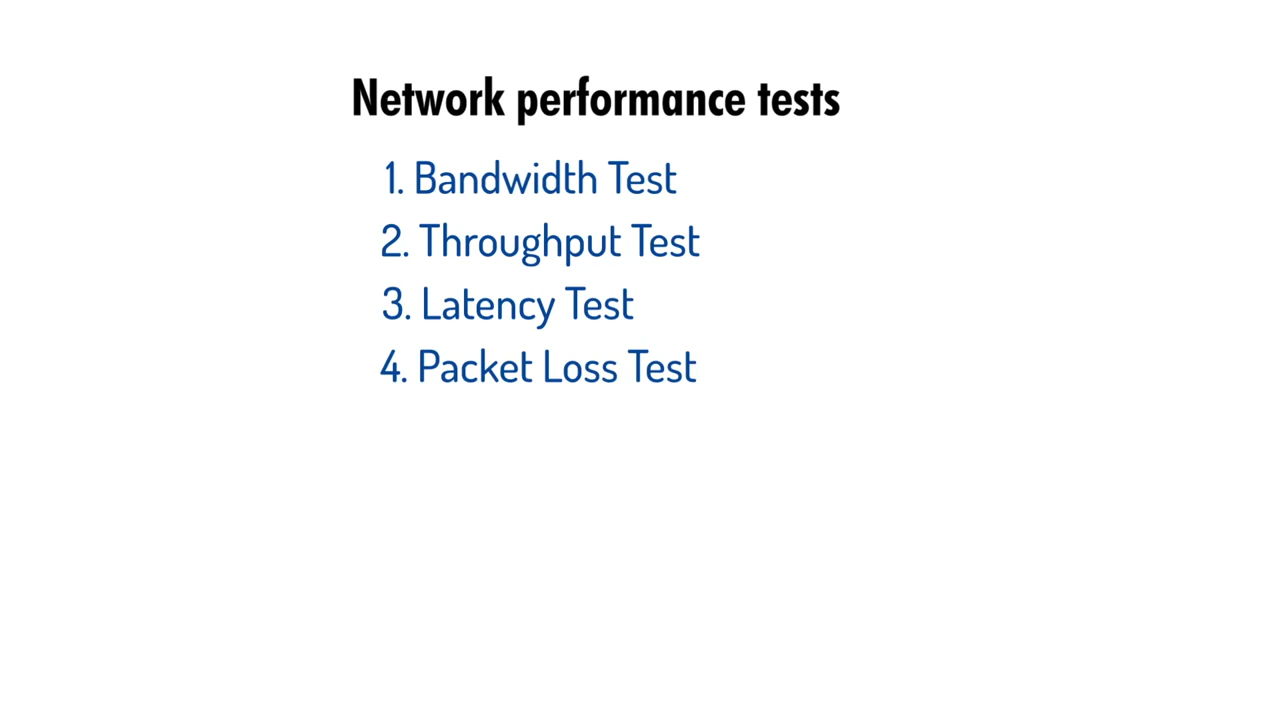 Network performance tests
1. Bandwidth Test
2. Throughput Test
3. Latency Test
4. Packet Loss Test